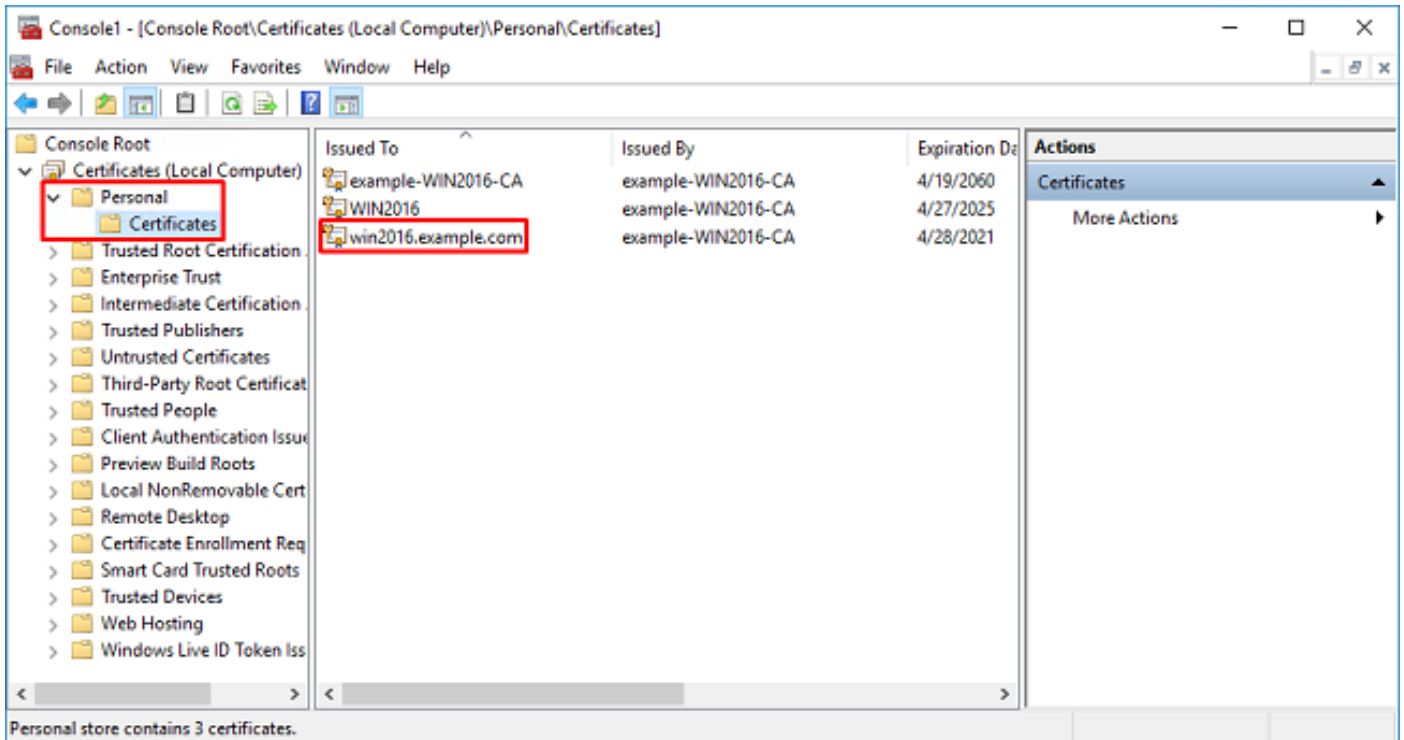 Console1 - [Console Root\Certificates (Local Computer)\Personal\Certificates]
File Action View Favorites Window Help
Console Root
Certificates (Local Computer)
Personal
Certificates
Trusted Root Certification
Enterprise Trust
Intermediate Certification
Trusted Publishers
Untrusted Certificates
Third-Party Root Certificat
Trusted People
Client Authentication Issue
Preview Build Roots
Local NonRemovable Cert
Remote Desktop
Certificate Enrollment Req
Smart Card Trusted Roots
Trusted Devices
Web Hosting
Windows Live ID Token Iss
Issued To Issued By Expiration Da
example-WIN2016-CA example-WIN2016-CA 4/19/2060
WIN2016 example-WIN2016-CA 4/27/2025
win2016.example.com example-WIN2016-CA 4/28/2021
Actions
Certificates
More Actions
Personal store contains 3 certificates.